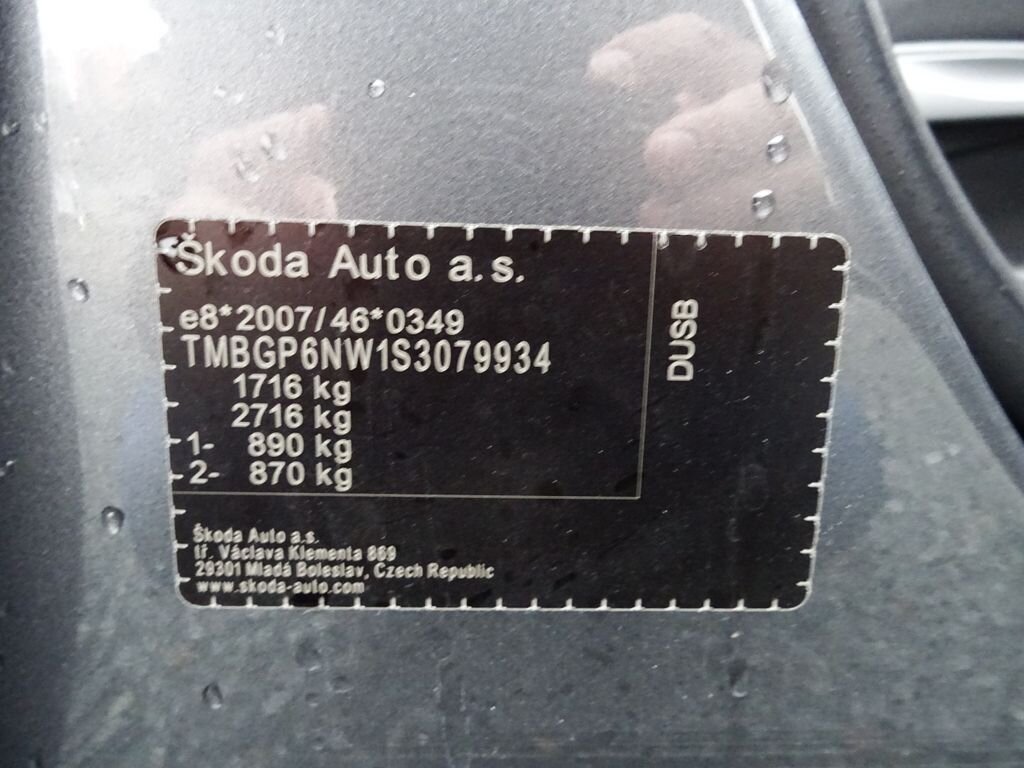 Škoda Auto a.s.
e8*2007/46*0349
TMBGP6NW1S3079934
1716 kg
2716 kg
1- 890 kg
2- 870 kg
DUSB
Škoda Auto a.s.
tř. Václava Klementa 869
29301 Mladá Boleslav, Czech Republic
www.skoda-auto.com